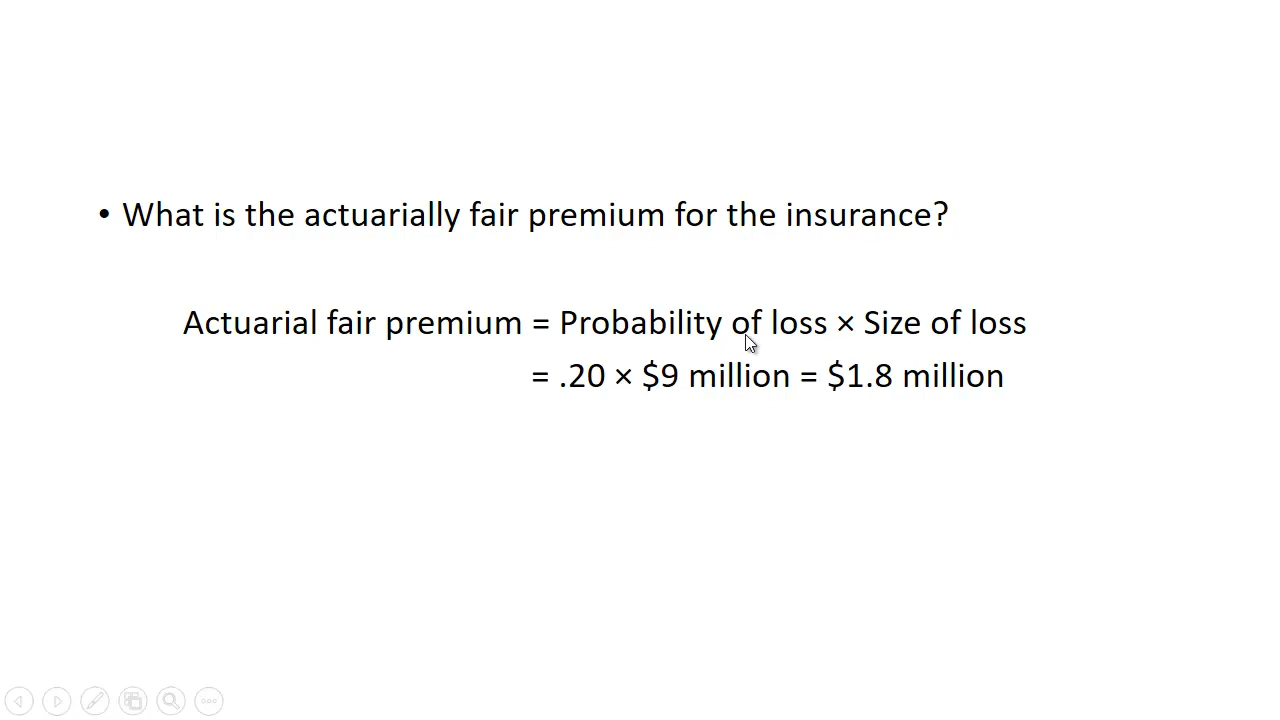 • What is the actuarially fair premium for the insurance?
Actuarial fair premium = Probability of loss × Size of loss
= .20 × $9 million = $1.8 million